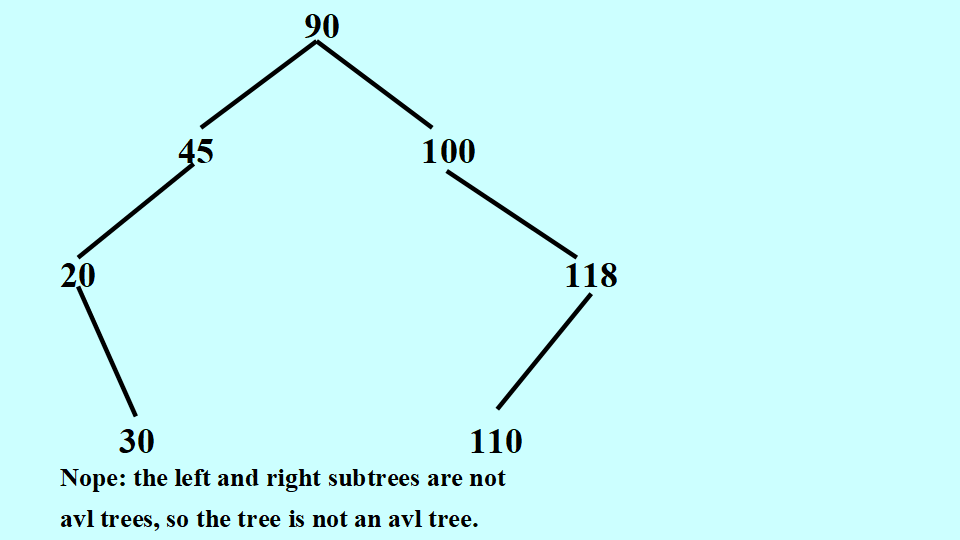 90
45 100
20 118
30 110
Nope: the left and right subtrees are not
avl trees, so the tree is not an avl tree.